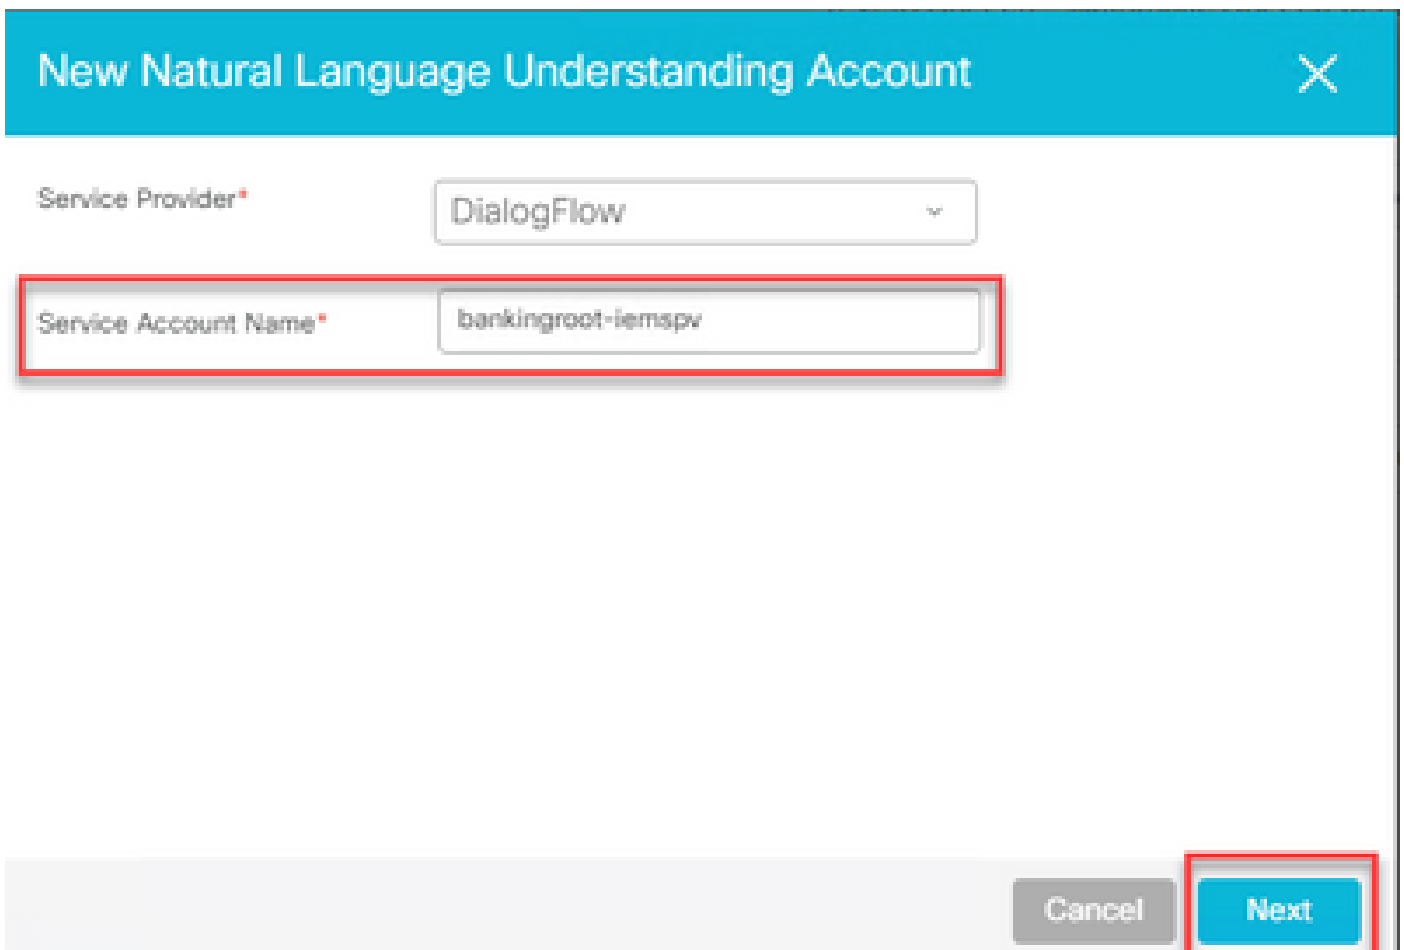 New Natural Language Understanding Account
Service Provider*
DialogFlow
Service Account Name*
bankingroot-iemspv
Cancel
Next